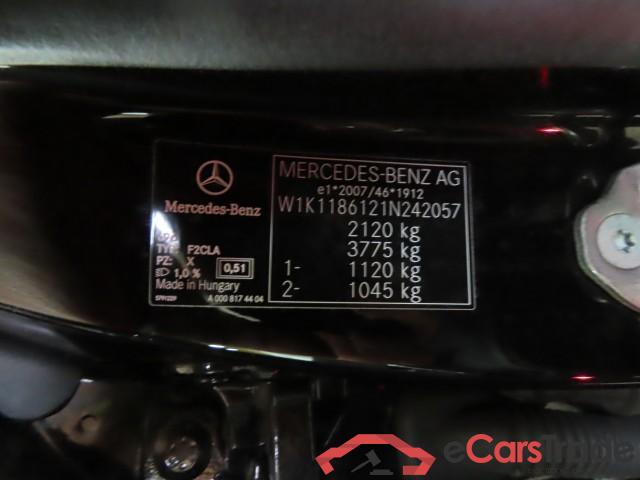 Mercedes-Benz
TYP: F2CLA
PZ: X
1,0 % 0,51
Made in Hungary
A 000 817 44 04
MERCEDES-BENZ AG
e1*2007/46*1912
W1K1186121N242057
2120 kg
3775 kg
1- 1120 kg
2- 1045 kg
eCarsTrade